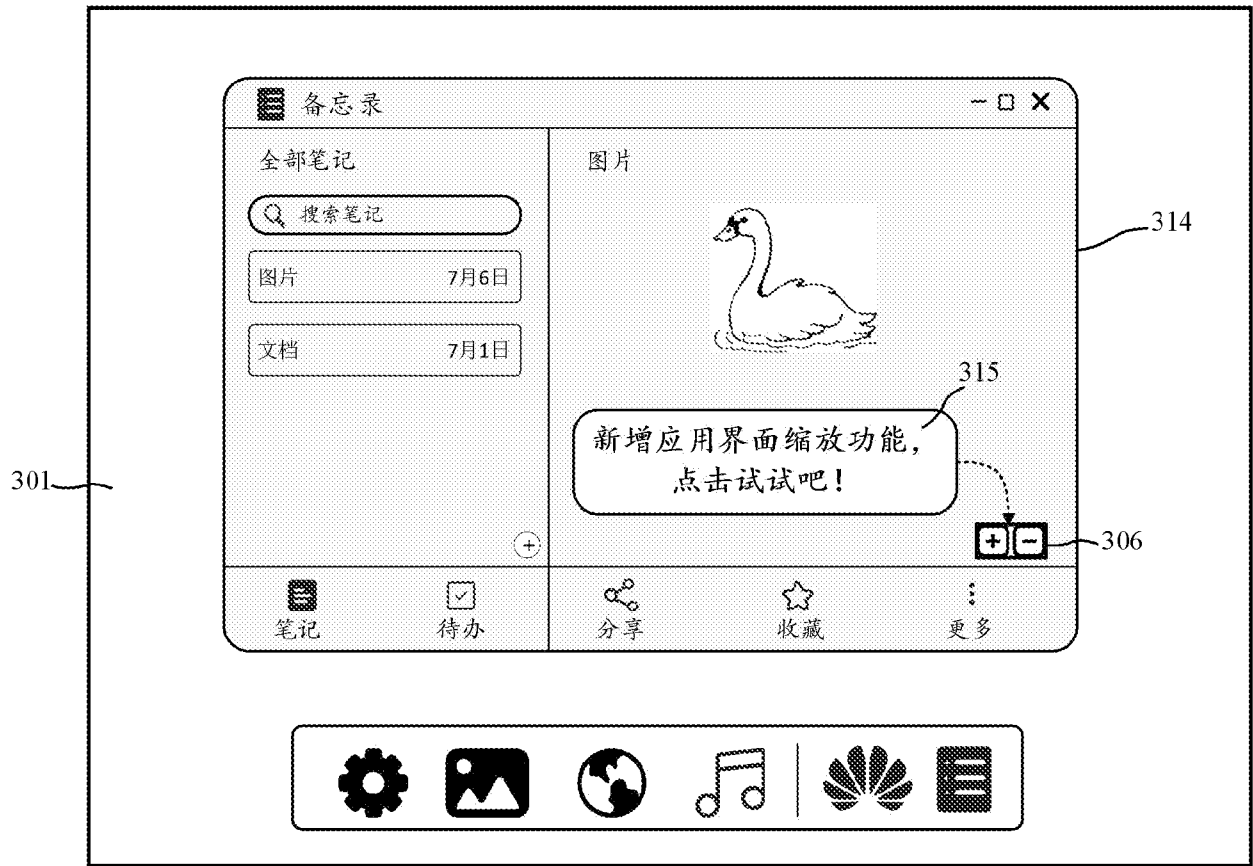 备忘录
全部笔记
搜索笔记
图片 7月6日
文档 7月1日
图片
314
315
新增应用界面缩放功能，
点击试试吧！
301
306
笔记 待办 分享 收藏 更多